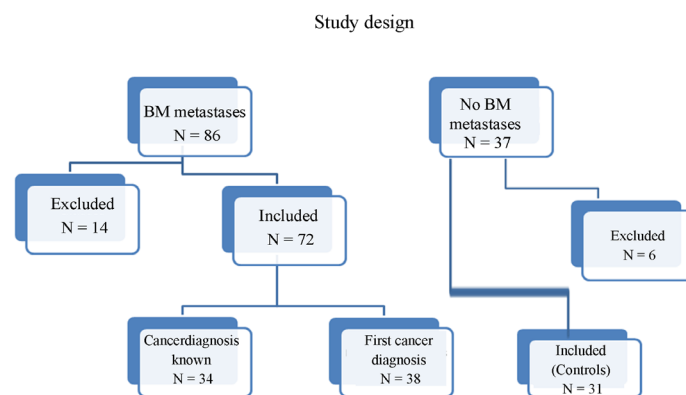 Study design
BM metastases
N = 86
No BM
metastases
N = 37
Excluded
N = 14
Included
N = 72
Excluded
N = 6
Cancerdiagnosis
known
N = 34
First cancer
diagnosis
N = 38
Included
(Controls)
N = 31